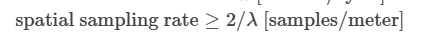 spatial sampling rate ≥ 2/λ [samples/meter]